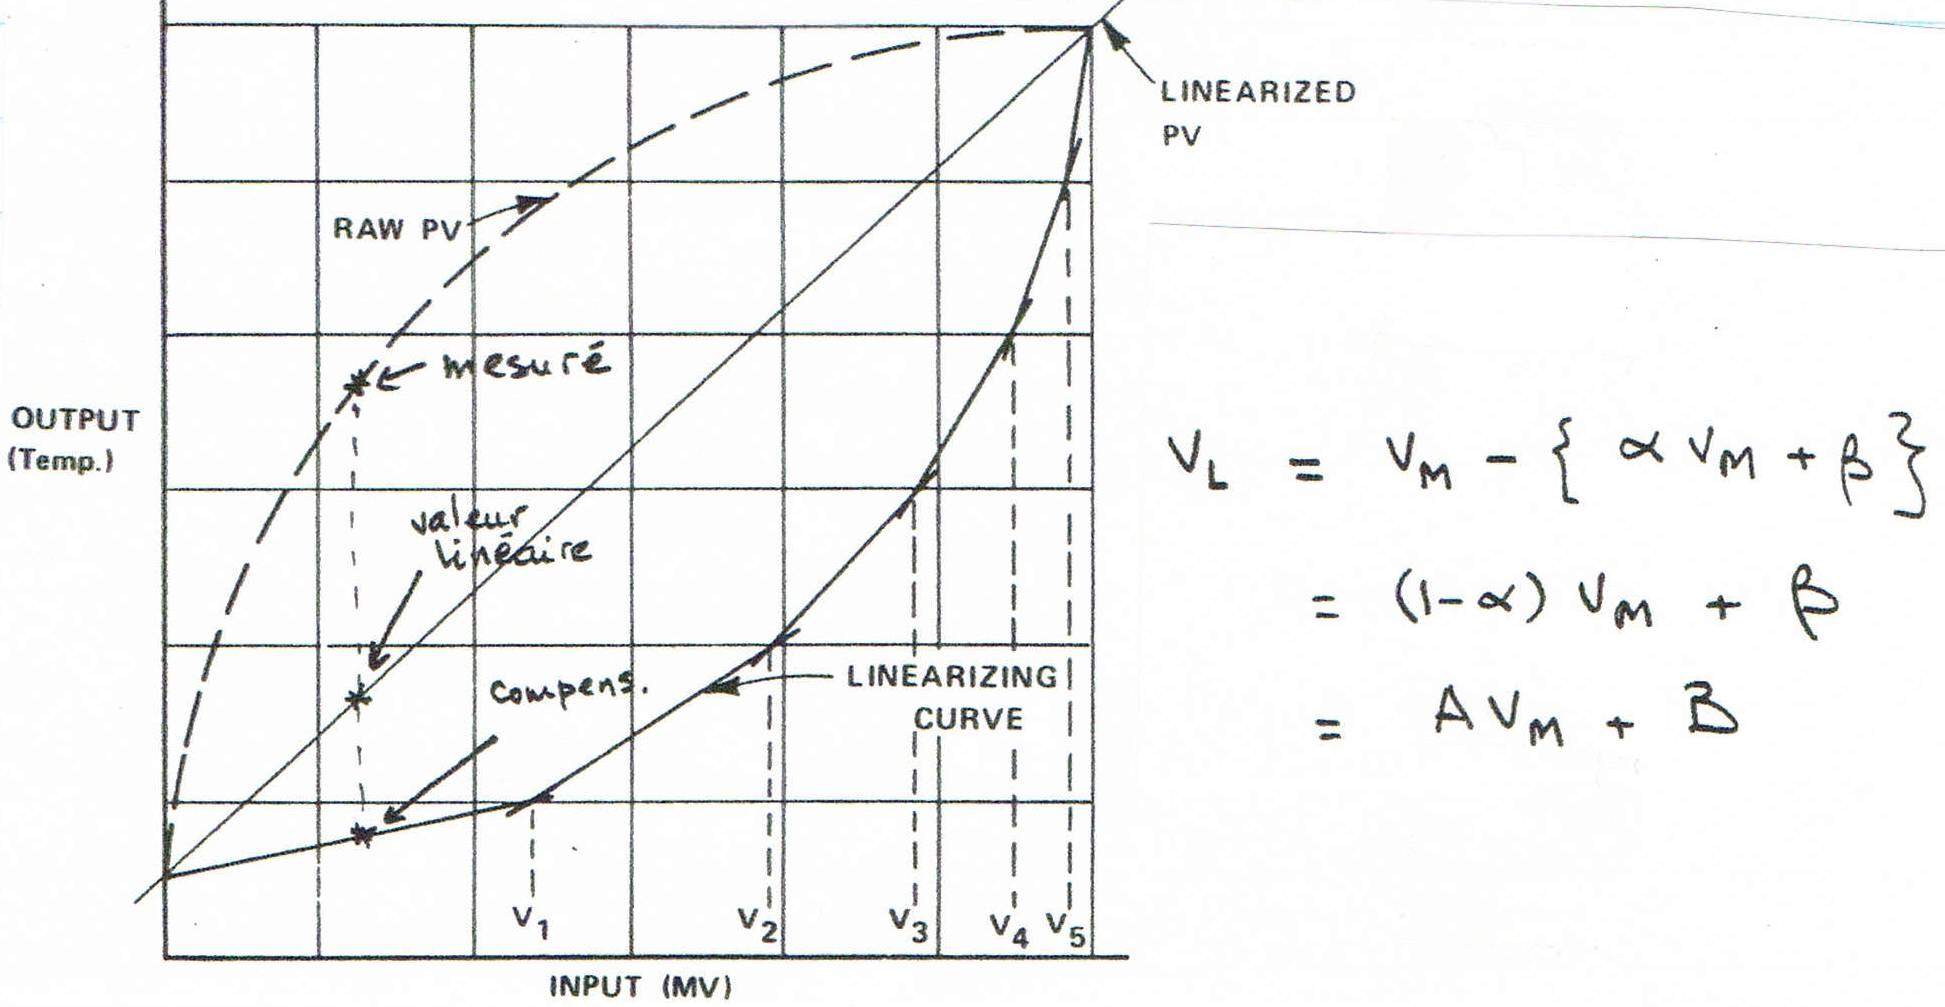 LINEARIZED
PV
RAW PV
mesuré
OUTPUT
(Temp.)
valeur
linéaire
compens.
LINEARIZING
CURVE
V1
V2
V3
V4
V5
INPUT (MV)
VL = VM - { α VM + β }
= (1-α) VM + β
= A VM + B